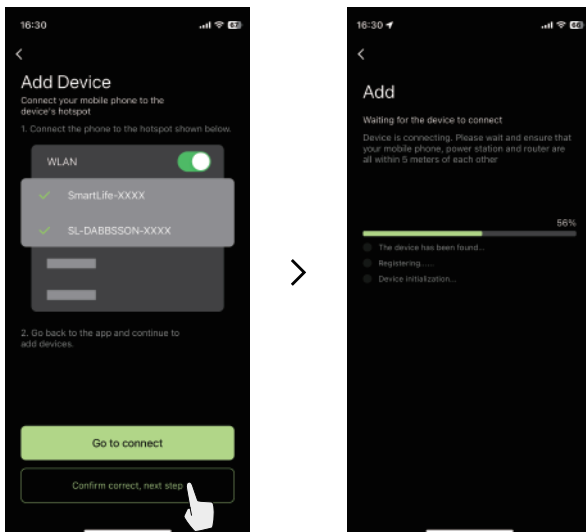 16:30
67
Add Device
Connect your mobile phone to the
device's hotspot
1. Connect the phone to the hotspot shown below.
WLAN
SmartLife-XXXX
SL-DABBSSON-XXXX
2. Go back to the app and continue to
add devices.
Go to connect
Confirm correct, next step
16:30
66
Add
Waiting for the device to connect
Device is connecting. Please wait and ensure that
your mobile phone, power station and router are
all within 5 meters of each other
56%
The device has been found...
Registering......
Device initialization...